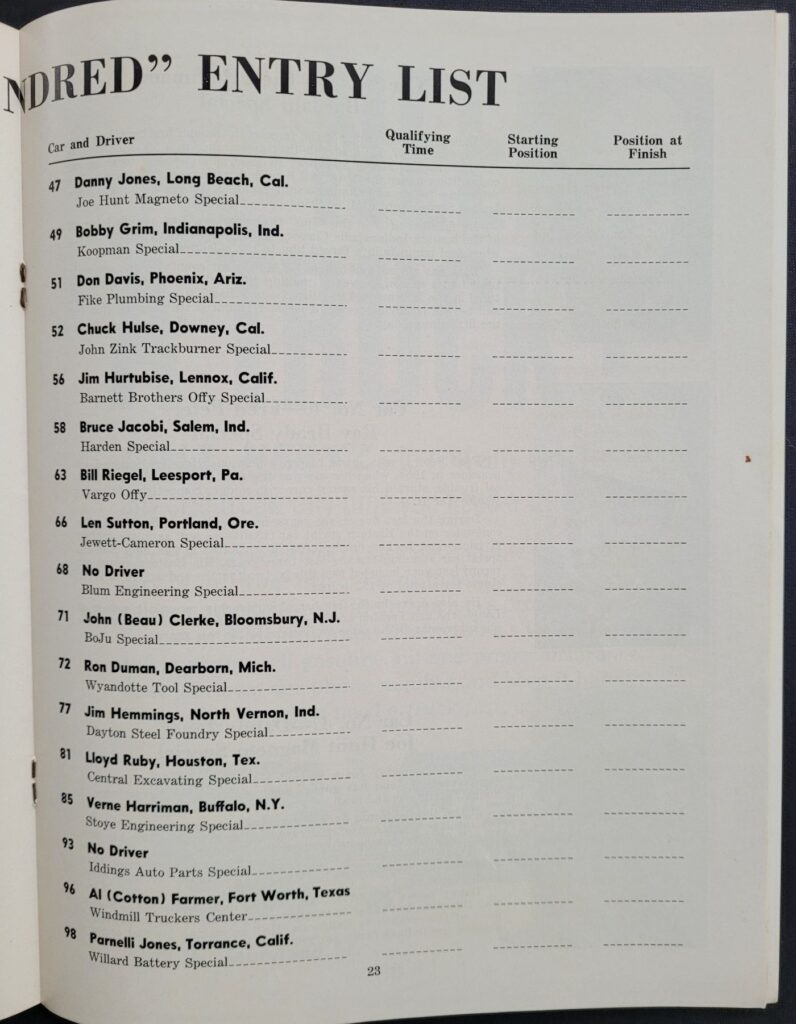 NDRED” ENTRY LIST
Car and Driver
Qualifying Time
Starting Position
Position at Finish
47 Danny Jones, Long Beach, Cal.
Joe Hunt Magneto Special
49 Bobby Grim, Indianapolis, Ind.
Koopman Special
51 Don Davis, Phoenix, Ariz.
Fike Plumbing Special
52 Chuck Hulse, Downey, Cal.
John Zink Trackburner Special
56 Jim Hurtubise, Lennox, Calif.
Barnett Brothers Offy Special
58 Bruce Jacobi, Salem, Ind.
Harden Special
63 Bill Riegel, Leesport, Pa.
Vargo Offy
66 Len Sutton, Portland, Ore.
Jewett-Cameron Special
68 No Driver
Blum Engineering Special
71 John (Beau) Clerke, Bloomsbury, N.J.
BoJu Special
72 Ron Duman, Dearborn, Mich.
Wyandotte Tool Special
77 Jim Hemmings, North Vernon, Ind.
Dayton Steel Foundry Special
81 Lloyd Ruby, Houston, Tex.
Central Excavating Special
85 Verne Harriman, Buffalo, N.Y.
Stoye Engineering Special
93 No Driver
Iddings Auto Parts Special
96 Al (Cotton) Farmer, Fort Worth, Texas
Windmill Truckers Center
98 Parnelli Jones, Torrance, Calif.
Willard Battery Special
23